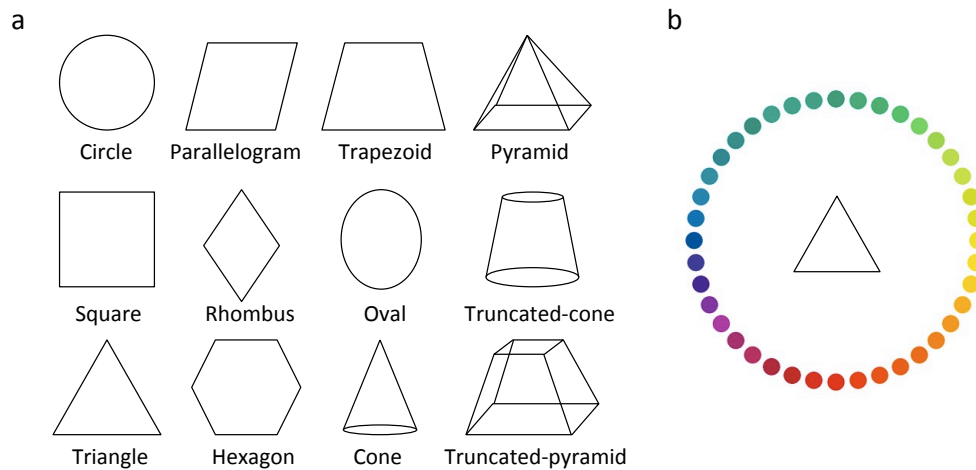 a
b
Circle
Parallelogram
Trapezoid
Pyramid
Square
Rhombus
Oval
Truncated-cone
Triangle
Hexagon
Cone
Truncated-pyramid